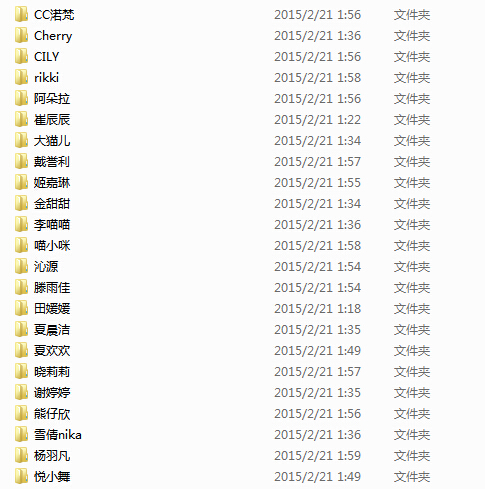 CC渃梵 2015/2/21 1:56 文件夹
Cherry 2015/2/21 1:36 文件夹
CILY 2015/2/21 1:56 文件夹
rikki 2015/2/21 1:58 文件夹
阿朵拉 2015/2/21 1:56 文件夹
崔辰辰 2015/2/21 1:22 文件夹
大猫儿 2015/2/21 1:34 文件夹
戴誉利 2015/2/21 1:57 文件夹
姬嘉琳 2015/2/21 1:55 文件夹
金甜甜 2015/2/21 1:34 文件夹
李喵喵 2015/2/21 1:36 文件夹
喵小咪 2015/2/21 1:58 文件夹
沁源 2015/2/21 1:54 文件夹
滕雨佳 2015/2/21 1:54 文件夹
田媛媛 2015/2/21 1:18 文件夹
夏晨洁 2015/2/21 1:35 文件夹
夏欢欢 2015/2/21 1:49 文件夹
晓莉莉 2015/2/21 1:57 文件夹
谢婷婷 2015/2/21 1:35 文件夹
熊仔欣 2015/2/21 1:56 文件夹
雪倩nika 2015/2/21 1:36 文件夹
杨羽凡 2015/2/21 1:59 文件夹
悦小舞 2015/2/21 1:49 文件夹